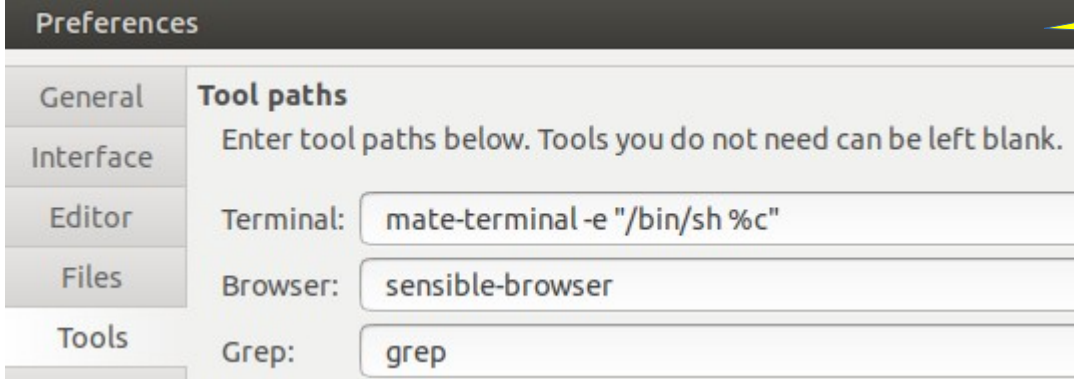 Preferences
General
Interface
Editor
Files
Tools
Tool paths
Enter tool paths below. Tools you do not need can be left blank.
Terminal: mate-terminal -e "/bin/sh %c"
Browser: sensible-browser
Grep: grep